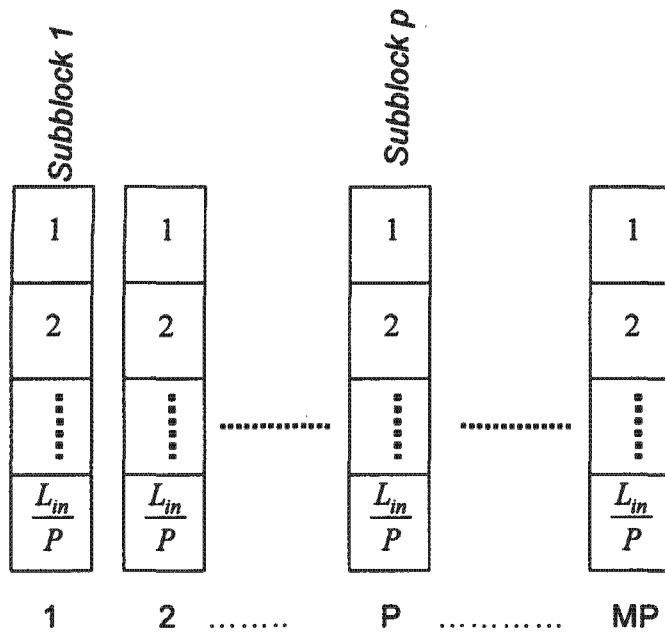 Subblock 1
Subblock p
1 1 1 1
2 2 2 2
L_in/P L_in/P L_in/P L_in/P
1 2 ........ P ........... MP